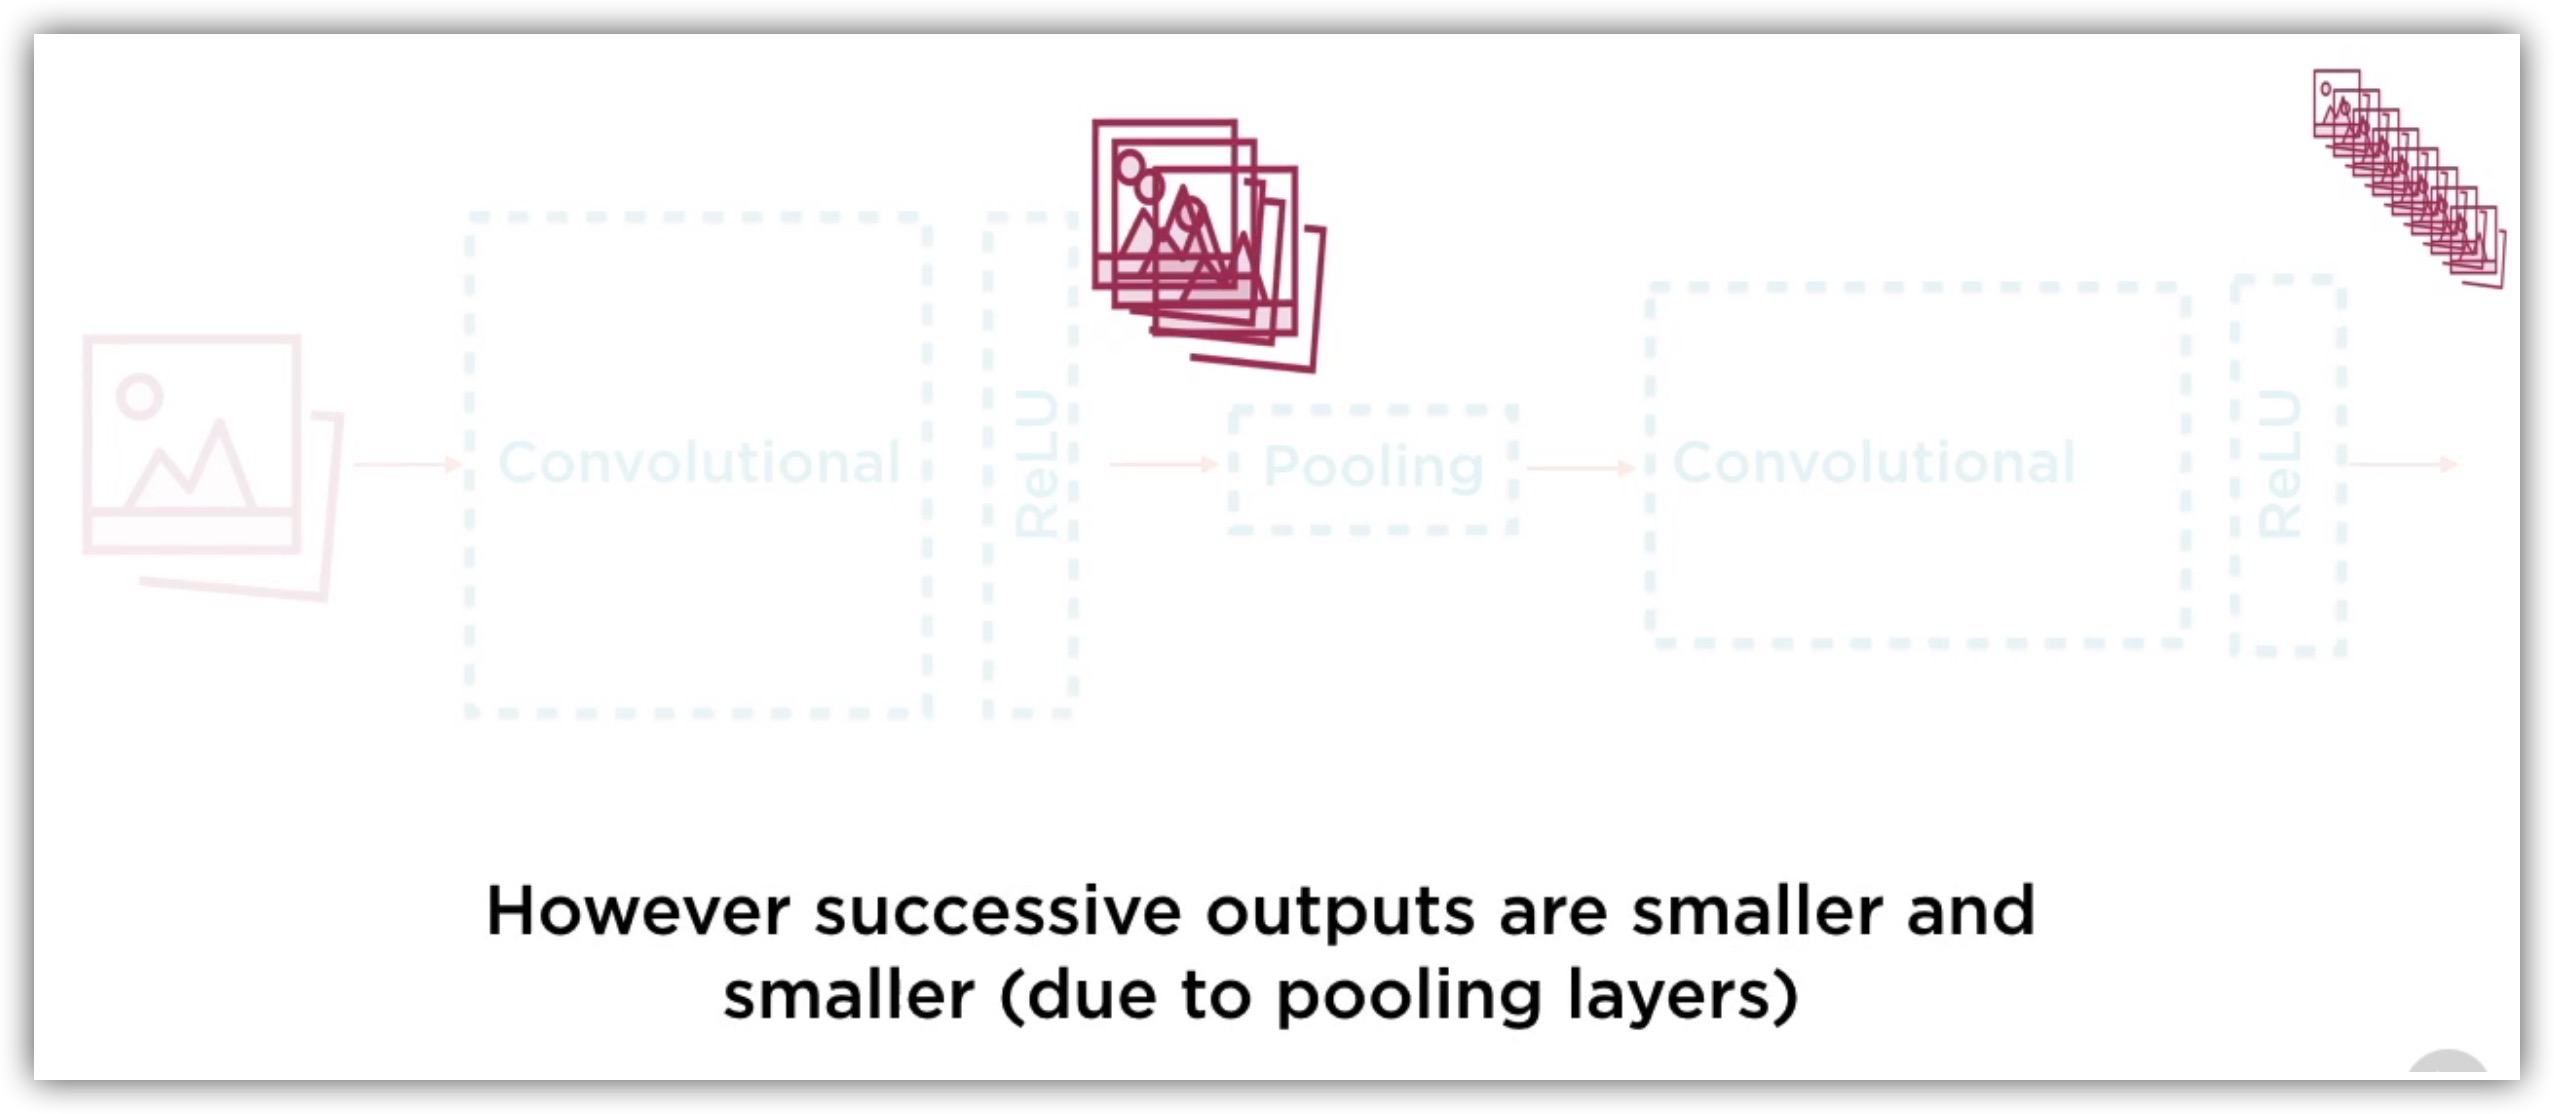 Convolutional
ReLU
Pooling
Convolutional
ReLU
However successive outputs are smaller and
smaller (due to pooling layers)